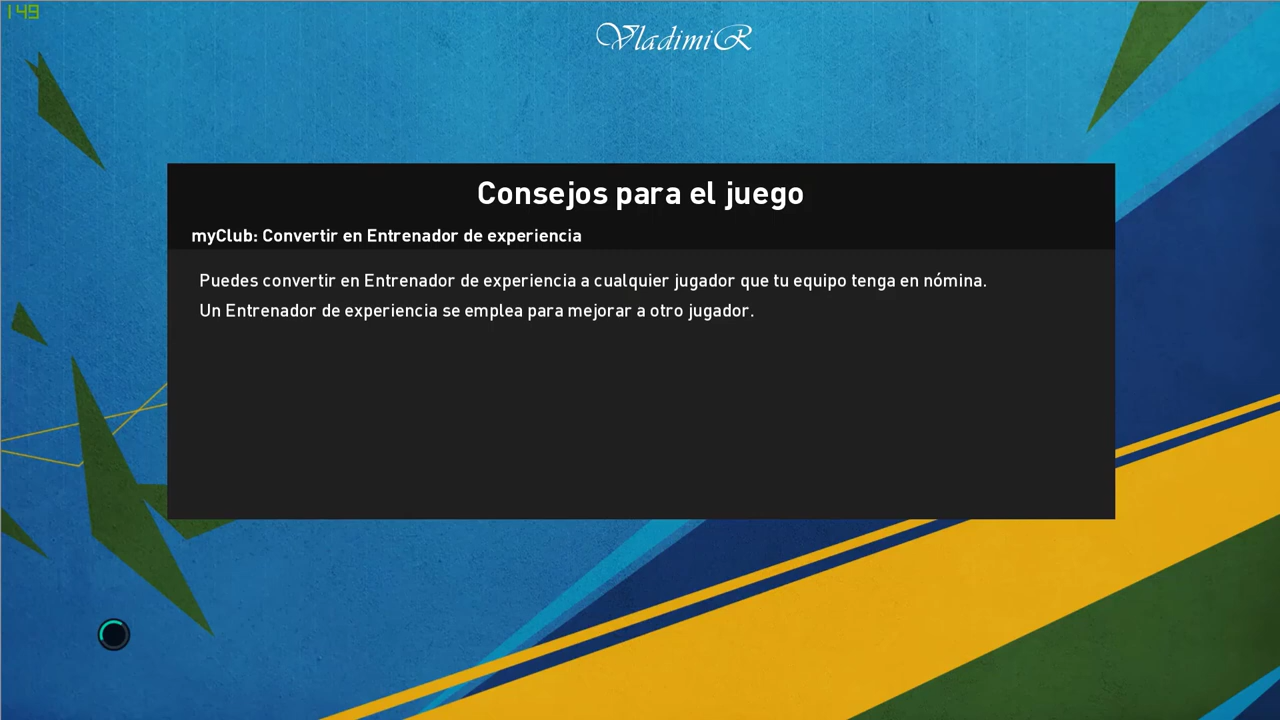 149
VladimiR
Consejos para el juego
myClub: Convertir en Entrenador de experiencia
Puedes convertir en Entrenador de experiencia a cualquier jugador que tu equipo tenga en nómina.
Un Entrenador de experiencia se emplea para mejorar a otro jugador.